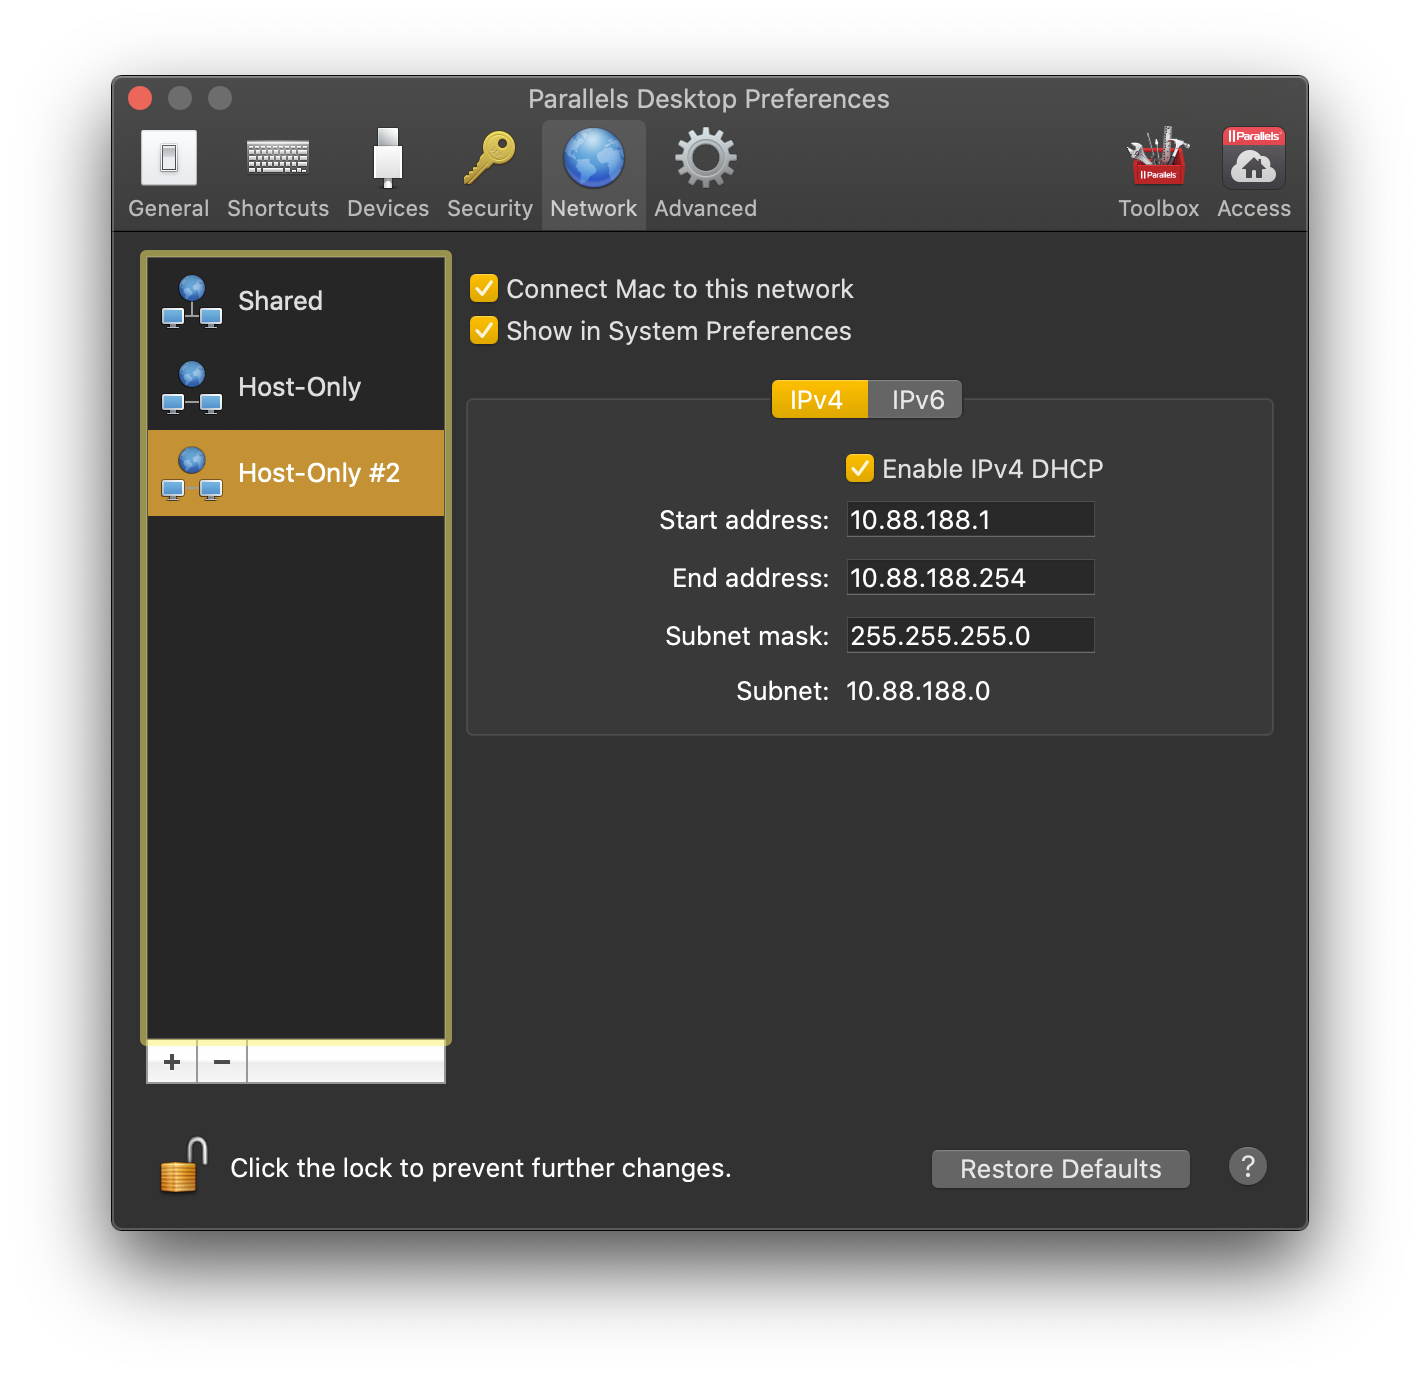 Parallels Desktop Preferences
General Shortcuts Devices Security Network Advanced Toolbox Access
Parallels
Parallels
Shared
Host-Only
Host-Only #2
Connect Mac to this network
Show in System Preferences
IPv4 IPv6
Enable IPv4 DHCP
Start address: 10.88.188.1
End address: 10.88.188.254
Subnet mask: 255.255.255.0
Subnet: 10.88.188.0
+ −
Click the lock to prevent further changes.
Restore Defaults ?